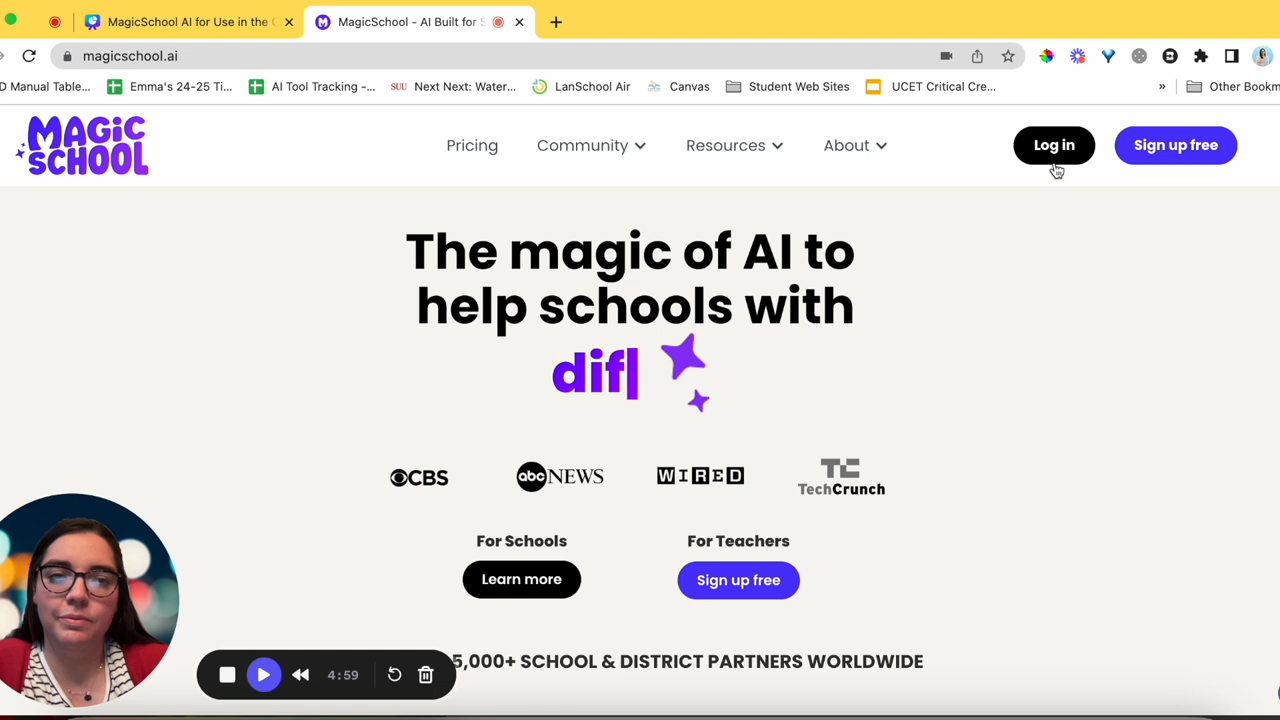 MagicSchool AI for Use in the C
MagicSchool - AI Built for S
magicschool.ai
D Manual Table...
Emma's 24-25 Ti...
AI Tool Tracking -...
SUU Next Next: Water...
LanSchool Air
Canvas
Student Web Sites
UCET Critical Cre...
»
Other Bookm
MAGIC
SCHOOL
Pricing
Community
Resources
About
Log in
Sign up free
The magic of AI to
help schools with
dif|
CBS
abc NEWS
WIRED
TC
TechCrunch
For Schools
For Teachers
Learn more
Sign up free
4:59
5,000+ SCHOOL & DISTRICT PARTNERS WORLDWIDE